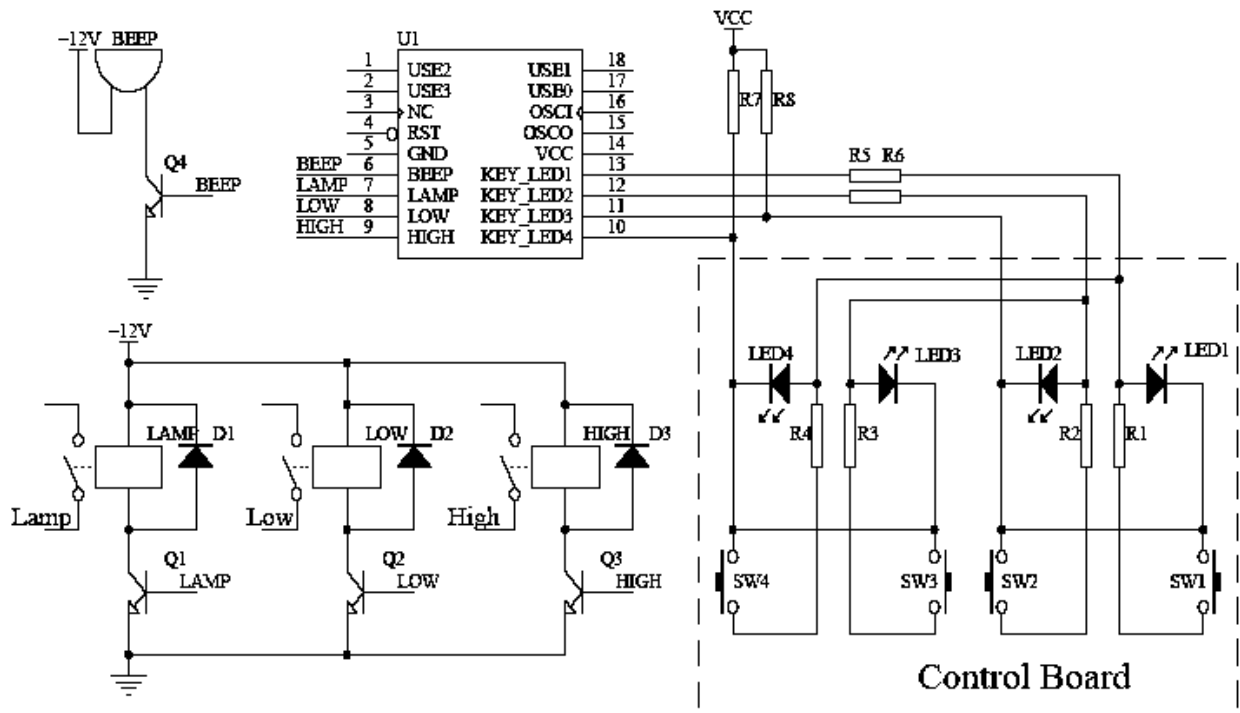 VCC
−12V BEEP
U1
1 USE2 USE1 18
2 USE3 USE0 17
3 NC OSCI 16
4 RST OSCO 15
5 GND VCC 14
BEEP 6 BEEP KEY_LED1 13
LAMP 7 LAMP KEY_LED2 12
LOW 8 LOW KEY_LED3 11
HIGH 9 HIGH KEY_LED4 10
R7 R8
R5 R6
Q4
BEEP
−12V
LED4 LED3 LED2 LED1
LAMP D1 LOW D2 HIGH D3
R4 R3 R2 R1
Lamp Low High
Q1 Q2 Q3
LAMP LOW HIGH
SW4 SW3 SW2 SW1
Control Board